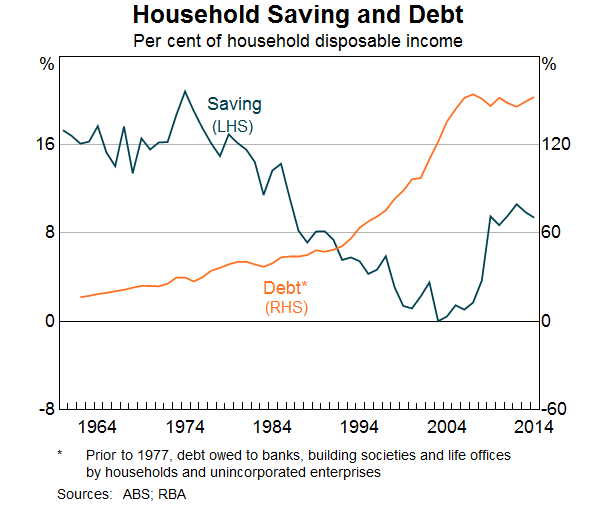 Household Saving and Debt
Per cent of household disposable income
% %
Saving
(LHS)
16 120
8 60
Debt*
(RHS)
0 0
-8 -60
1964 1974 1984 1994 2004 2014
* Prior to 1977, debt owed to banks, building societies and life offices
by households and unincorporated enterprises
Sources: ABS; RBA